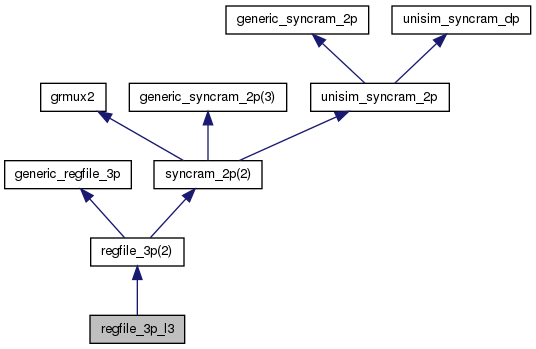 generic_syncram_2p
unisim_syncram_dp
grmux2
generic_syncram_2p(3)
unisim_syncram_2p
generic_regfile_3p
syncram_2p(2)
regfile_3p(2)
regfile_3p_l3